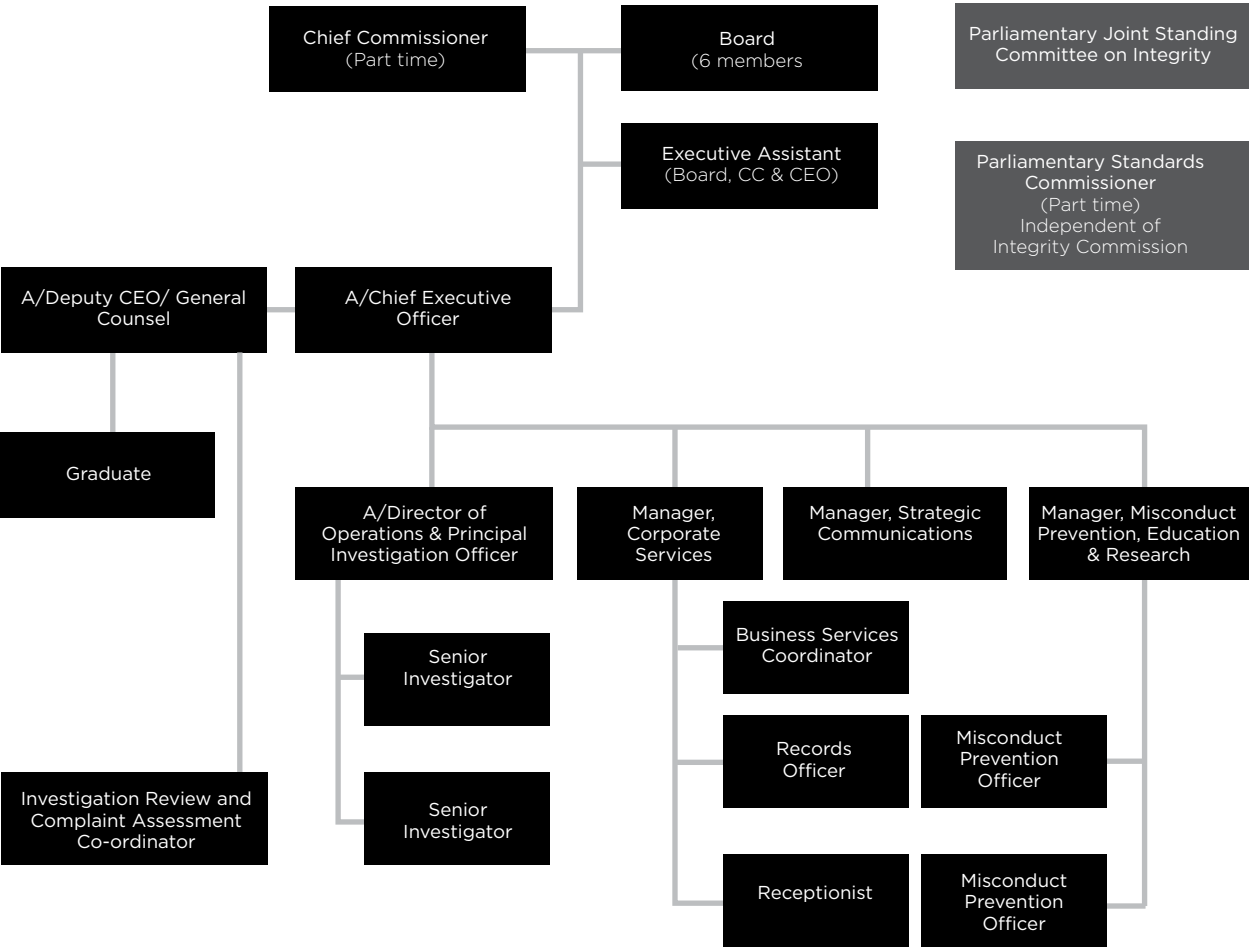 Chief Commissioner
(Part time)
Board
(6 members
Parliamentary Joint Standing
Committee on Integrity
Executive Assistant
(Board, CC & CEO)
Parliamentary Standards
Commissioner
(Part time)
Independent of
Integrity Commission
A/Deputy CEO/ General
Counsel
A/Chief Executive
Officer
Graduate
A/Director of
Operations & Principal
Investigation Officer
Manager,
Corporate
Services
Manager, Strategic
Communications
Manager, Misconduct
Prevention, Education
& Research
Business Services
Coordinator
Senior
Investigator
Records
Officer
Misconduct
Prevention
Officer
Investigation Review and
Complaint Assessment
Co-ordinator
Senior
Investigator
Receptionist
Misconduct
Prevention
Officer